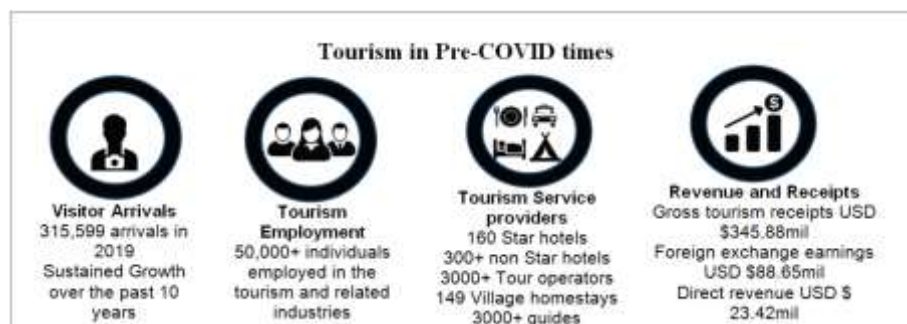 Tourism in Pre-COVID times
Visitor Arrivals
315,599 arrivals in
2019
Sustained Growth
over the past 10
years
Tourism
Employment
50,000+ individuals
employed in the
tourism and related
industries
Tourism Service
providers
160 Star hotels
300+ non Star hotels
3000+ Tour operators
149 Village homestays
3000+ guides
$
Revenue and Receipts
Gross tourism receipts USD
$345.88mil
Foreign exchange earnings
USD $88.65mil
Direct revenue USD $
23.42mil